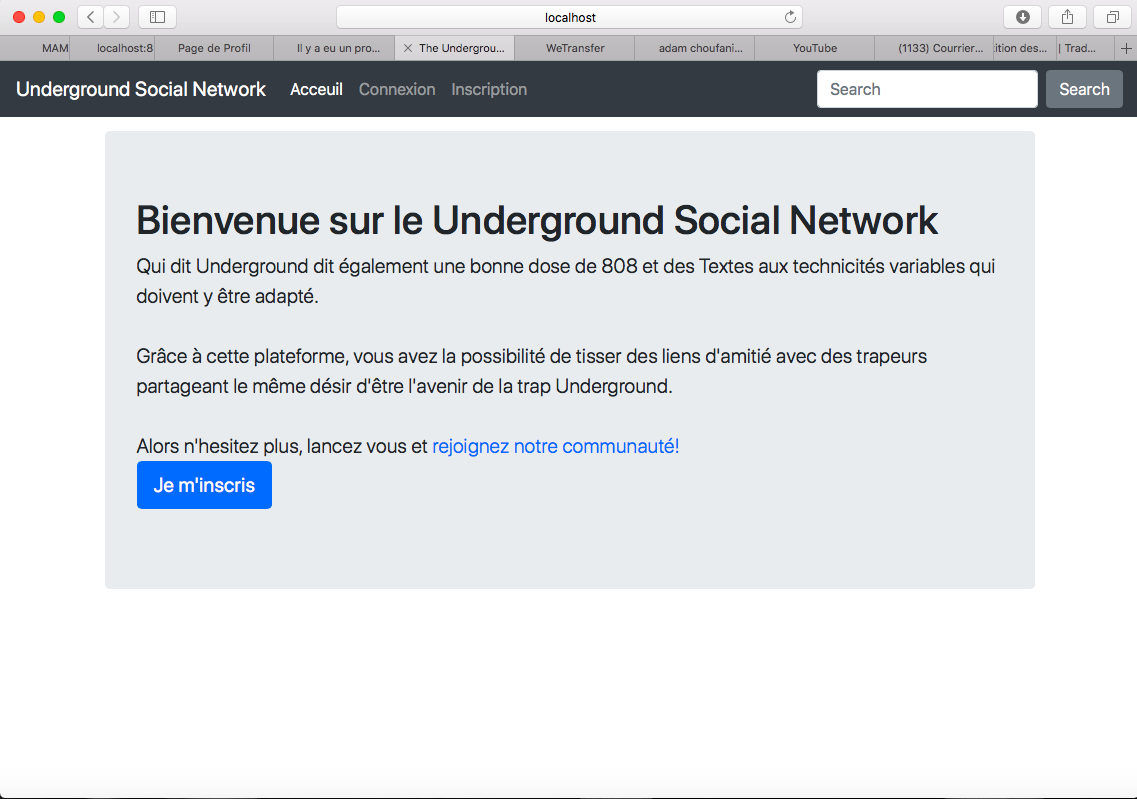 localhost
MAM
localhost:8
Page de Profil
Il y a eu un pro...
The Undergrou...
WeTransfer
adam choufani...
YouTube
(1133) Courrier...
ition des...
| Trad...
Underground Social Network Acceuil Connexion Inscription Search Search
Bienvenue sur le Underground Social Network
Qui dit Underground dit également une bonne dose de 808 et des Textes aux technicités variables qui
doivent y être adapté.
Grâce à cette plateforme, vous avez la possibilité de tisser des liens d'amitié avec des trapeurs
partageant le même désir d'être l'avenir de la trap Underground.
Alors n'hesitez plus, lancez vous et rejoignez notre communauté!
Je m'inscris